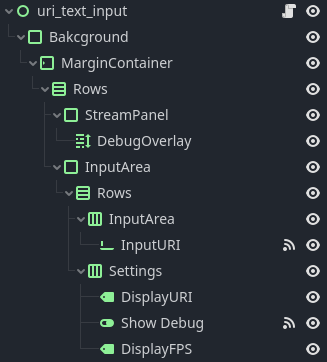 uri_text_input
Bakcground
MarginContainer
Rows
StreamPanel
DebugOverlay
InputArea
Rows
InputArea
InputURI
Settings
DisplayURI
Show Debug
DisplayFPS